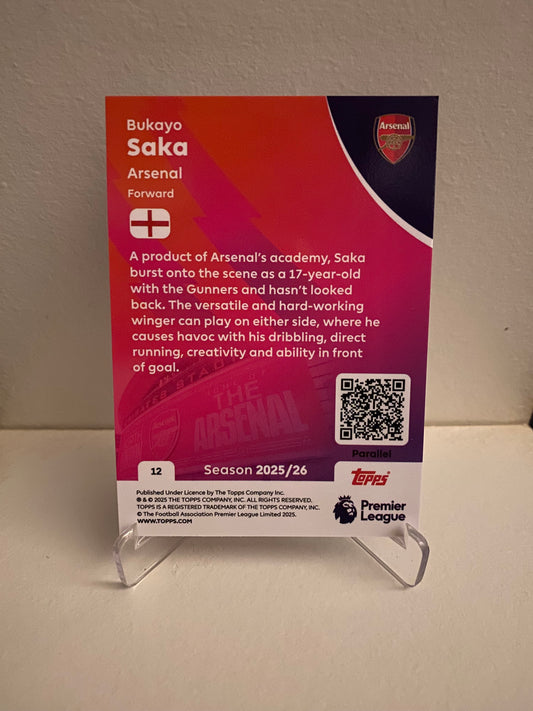 Bukayo
Saka
Arsenal
Arsenal
Forward
A product of Arsenal's academy, Saka
burst onto the scene as a 17-year-old
with the Gunners and hasn't looked
back. The versatile and hard-working
winger can play on either side, where he
causes havoc with his dribbling, direct
running, creativity and ability in front
of goal.
THE
ARSENAL
Parallel
12
Season 2025/26
Topps
Published Under Licence by The Topps Company Inc.
® & © 2025 THE TOPPS COMPANY, INC. ALL RIGHTS RESERVED.
TOPPS IS A REGISTERED TRADEMARK OF THE TOPPS COMPANY, INC.
© The Football Association Premier League Limited 2025.
WWW.TOPPS.COM
Premier
League